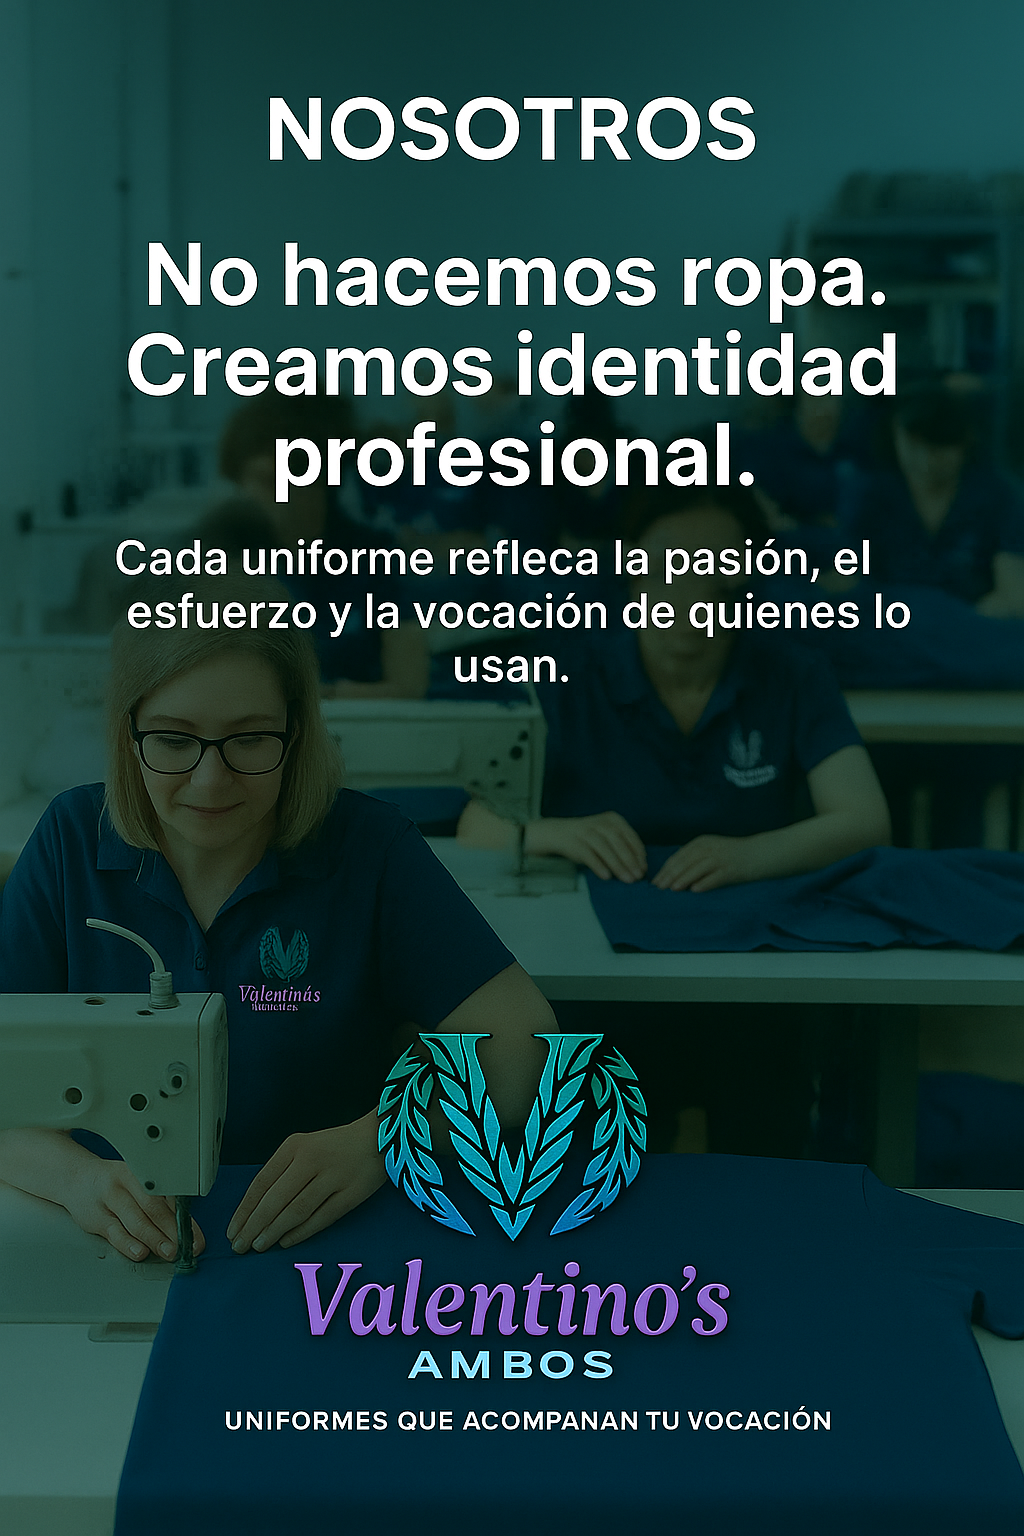 NOSOTROS
No hacemos ropa.
Creamos identidad
profesional.
Cada uniforme refleca la pasión, el
esfuerzo y la vocación de quienes lo
usan.
Valentinás
Valentino's
AMBOS
UNIFORMES QUE ACOMPANAN TU VOCACIÓN